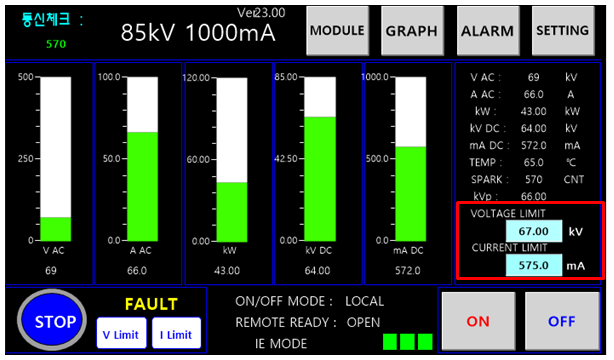 통신체크 :
570
85kV 1000mA
Ver23.00
MODULE
GRAPH
ALARM
SETTING
500
250
0
V AC
69
100.0
50.0
0.0
A AC
66.0
120.00
60.00
0.00
kW
43.00
85.00
42.50
0.00
kV DC
64.00
1000.0
500.0
0.0
mA DC
572.0
V AC : 69 kV
A AC : 66.0 A
kW : 43.00 kW
kV DC : 64.00 kV
mA DC : 572.0 mA
TEMP : 65.0 ℃
SPARK : 570 CNT
kVp : 66.00
VOLTAGE LIMIT
67.00 kV
CURRENT LIMIT
575.0 mA
STOP
FAULT
V Limit
I Limit
ON/OFF MODE : LOCAL
REMOTE READY : OPEN
IE MODE
ON
OFF